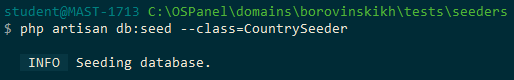 student@MAST-1713 C:\OSPanel\domains\borovinskikh\tests\seeders
$ php artisan db:seed --class=CountrySeeder
INFO Seeding database.